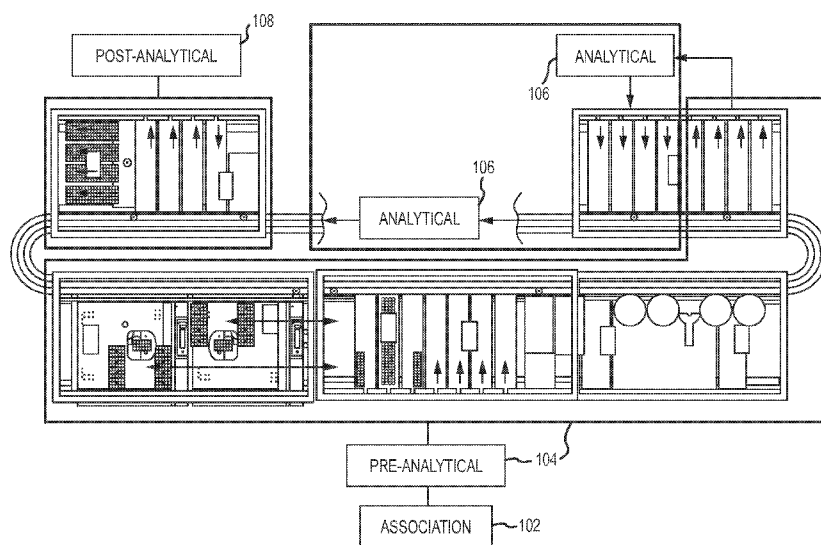 108
POST-ANALYTICAL
ANALYTICAL
106
106
ANALYTICAL
PRE-ANALYTICAL
104
ASSOCIATION
102